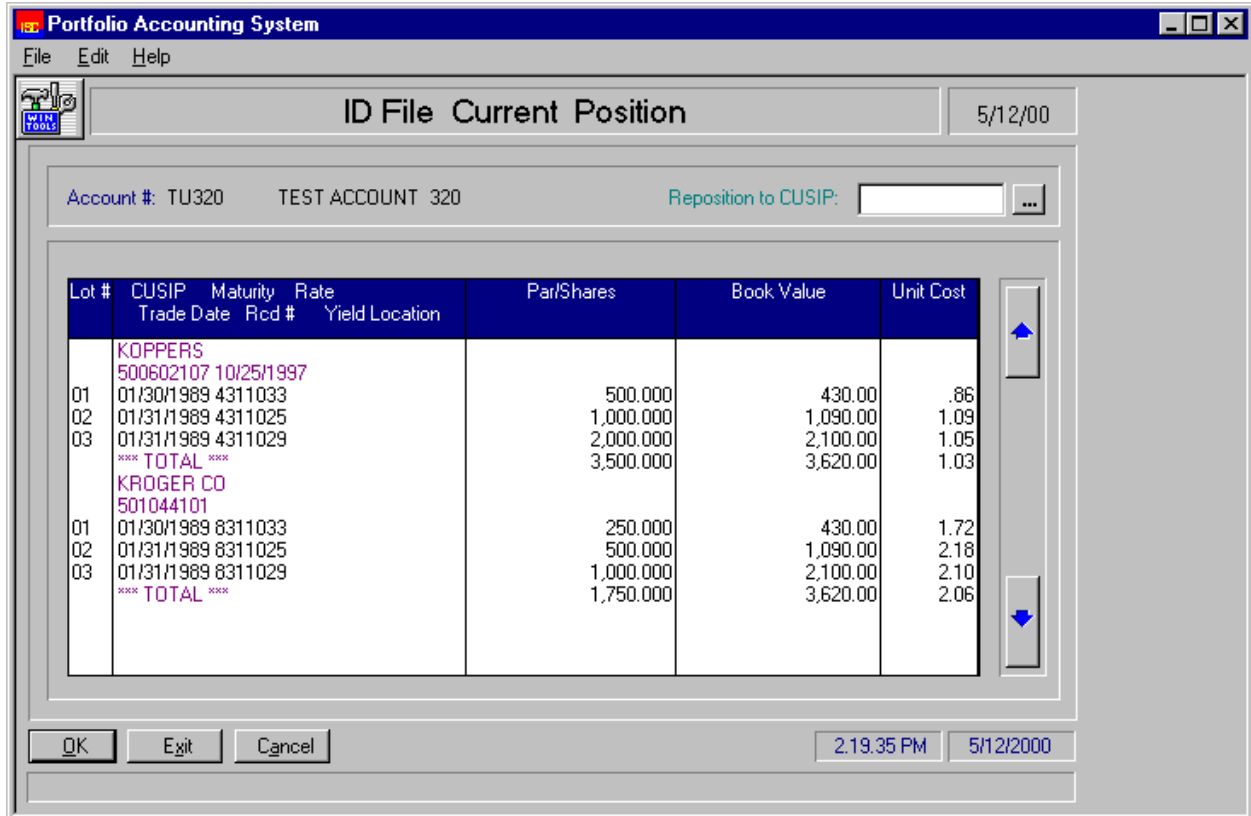 ISC Portfolio Accounting System
File Edit Help
WIN TOOLS
ID File Current Position
5/12/00
Account #: TU320 TEST ACCOUNT 320 Reposition to CUSIP: ...
Lot # CUSIP Maturity Rate Par/Shares Book Value Unit Cost
Trade Date Rcd # Yield Location
KOPPERS
500602107 10/25/1997
01 01/30/1989 4311033 500.000 430.00 .86
02 01/31/1989 4311025 1,000.000 1,090.00 1.09
03 01/31/1989 4311029 2,000.000 2,100.00 1.05
*** TOTAL *** 3,500.000 3,620.00 1.03
KROGER CO
501044101
01 01/30/1989 8311033 250.000 430.00 1.72
02 01/31/1989 8311025 500.000 1,090.00 2.18
03 01/31/1989 8311029 1,000.000 2,100.00 2.10
*** TOTAL *** 1,750.000 3,620.00 2.06
OK Exit Cancel 2.19.35 PM 5/12/2000